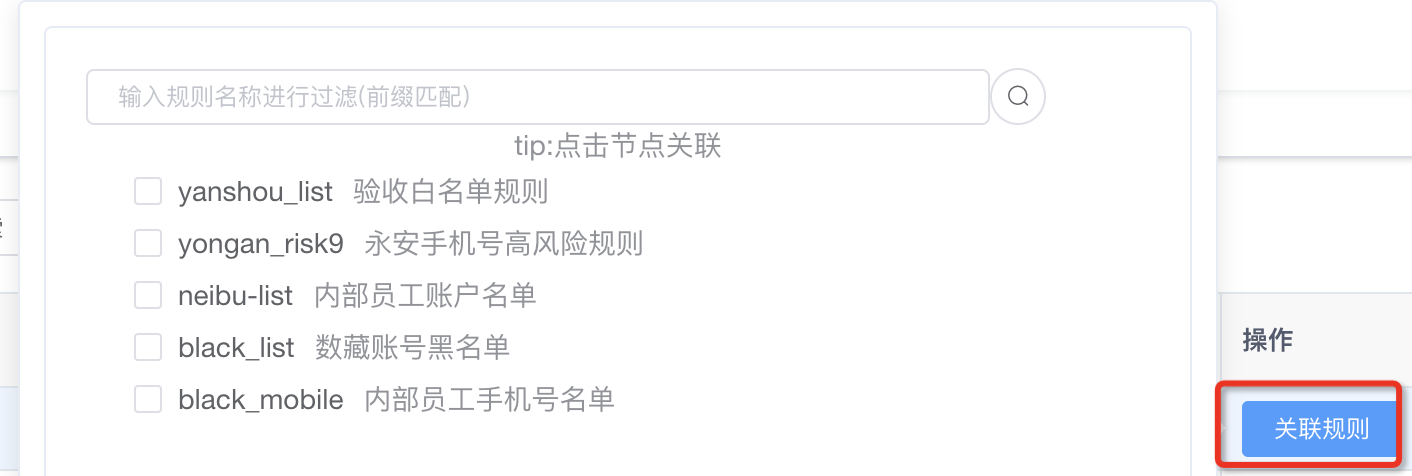 输入规则名称进行过滤(前缀匹配)
tip:点击节点关联
yanshou_list 验收白名单规则
yongan_risk9 永安手机号高风险规则
neibu-list 内部员工账户名单
black_list 数藏账号黑名单
black_mobile 内部员工手机号名单
操作
关联规则